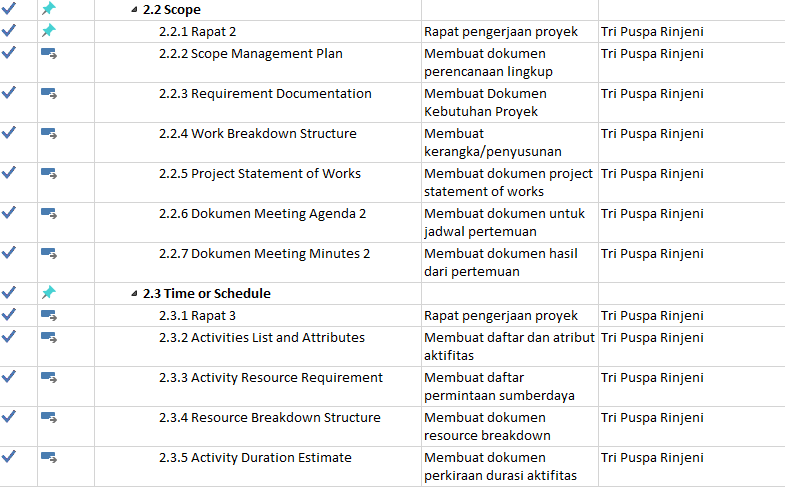 2.2 Scope
2.2.1 Rapat 2 Rapat pengerjaan proyek Tri Puspa Rinjeni
2.2.2 Scope Management Plan Membuat dokumen Tri Puspa Rinjeni
perencanaan lingkup
2.2.3 Requirement Documentation Membuat Dokumen Tri Puspa Rinjeni
Kebutuhan Proyek
2.2.4 Work Breakdown Structure Membuat Tri Puspa Rinjeni
kerangka/penyusunan
2.2.5 Project Statement of Works Membuat dokumen project Tri Puspa Rinjeni
statement of works
2.2.6 Dokumen Meeting Agenda 2 Membuat dokumen untuk Tri Puspa Rinjeni
jadwal pertemuan
2.2.7 Dokumen Meeting Minutes 2 Membuat dokumen hasil Tri Puspa Rinjeni
dari pertemuan
2.3 Time or Schedule
2.3.1 Rapat 3 Rapat pengerjaan proyek Tri Puspa Rinjeni
2.3.2 Activities List and Attributes Membuat daftar dan atribut Tri Puspa Rinjeni
aktifitas
2.3.3 Activity Resource Requirement Membuat daftar Tri Puspa Rinjeni
permintaan sumberdaya
2.3.4 Resource Breakdown Structure Membuat dokumen Tri Puspa Rinjeni
resource breakdown
2.3.5 Activity Duration Estimate Membuat dokumen Tri Puspa Rinjeni
perkiraan durasi aktifitas